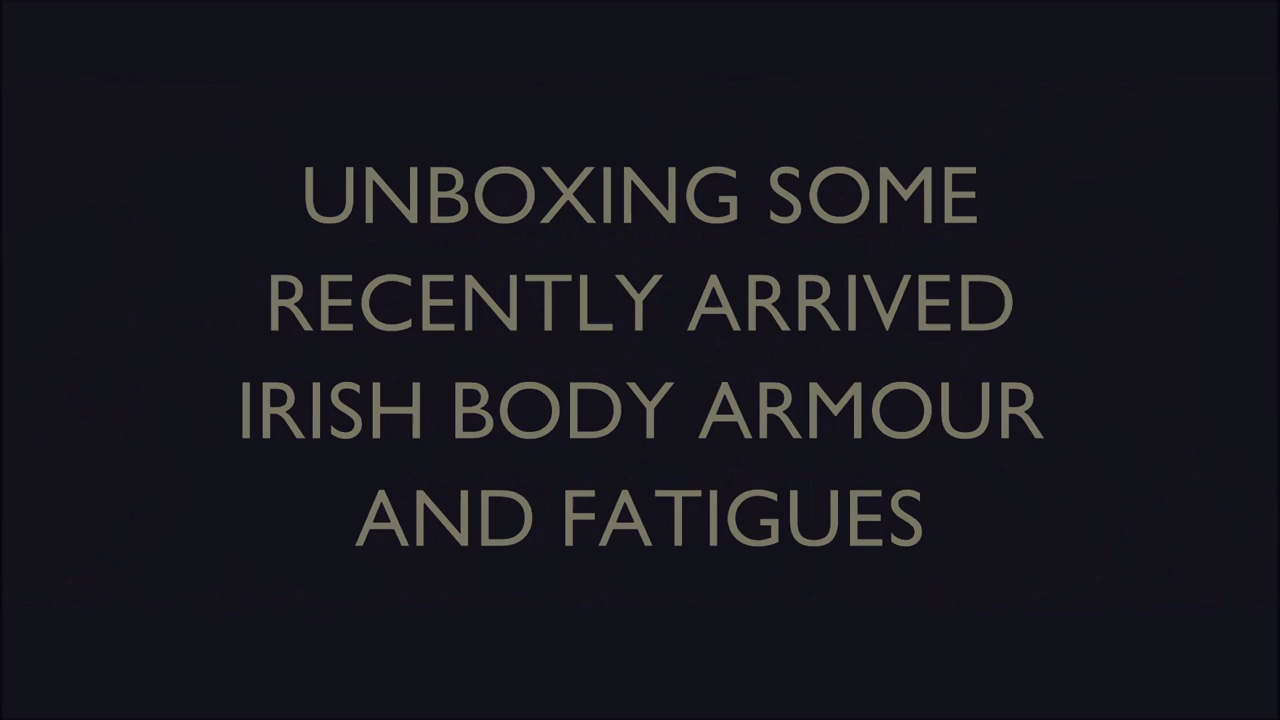 UNBOXING SOME
RECENTLY ARRIVED
IRISH BODY ARMOUR
AND FATIGUES